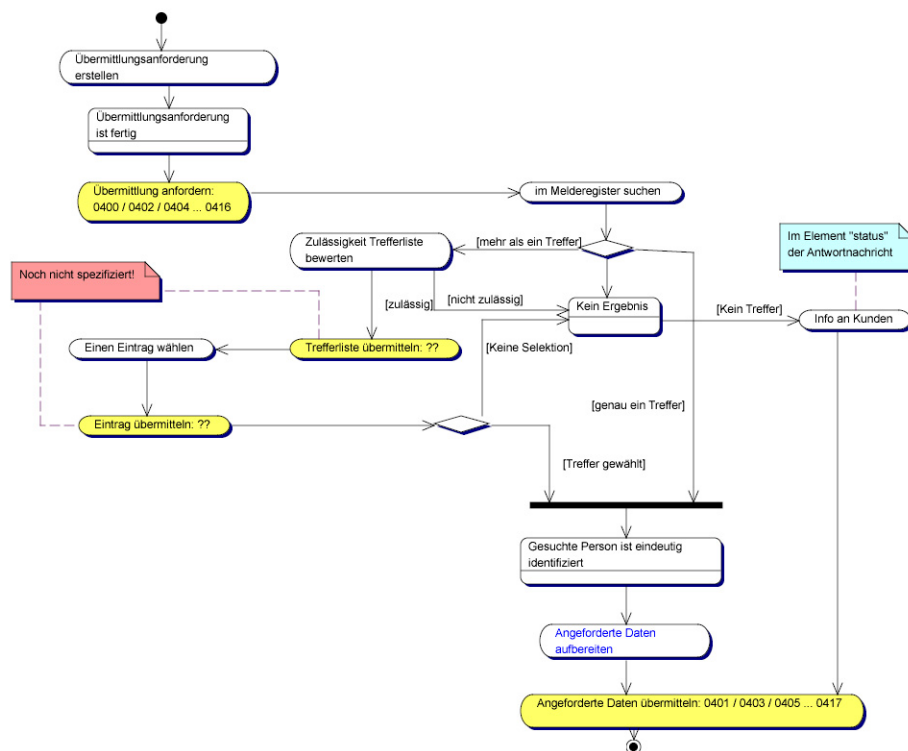 Übermittlungsanforderung
erstellen
Übermittlungsanforderung
ist fertig
Übermittlung anfordern:
0400 / 0402 / 0404 ... 0416
im Melderegister suchen
Im Element "status"
der Antwortnachricht
Zulässigkeit Trefferliste
bewerten
[mehr als ein Treffer]
Noch nicht spezifiziert!
[zulässig]
[nicht zulässig]
Kein Ergebnis
[Kein Treffer]
Info an Kunden
Einen Eintrag wählen
Trefferliste übermitteln: ??
[Keine Selektion]
[genau ein Treffer]
Eintrag übermitteln: ??
[Treffer gewählt]
Gesuchte Person ist eindeutig
identifiziert
Angeforderte Daten
aufbereiten
Angeforderte Daten übermitteln: 0401 / 0403 / 0405 ... 0417